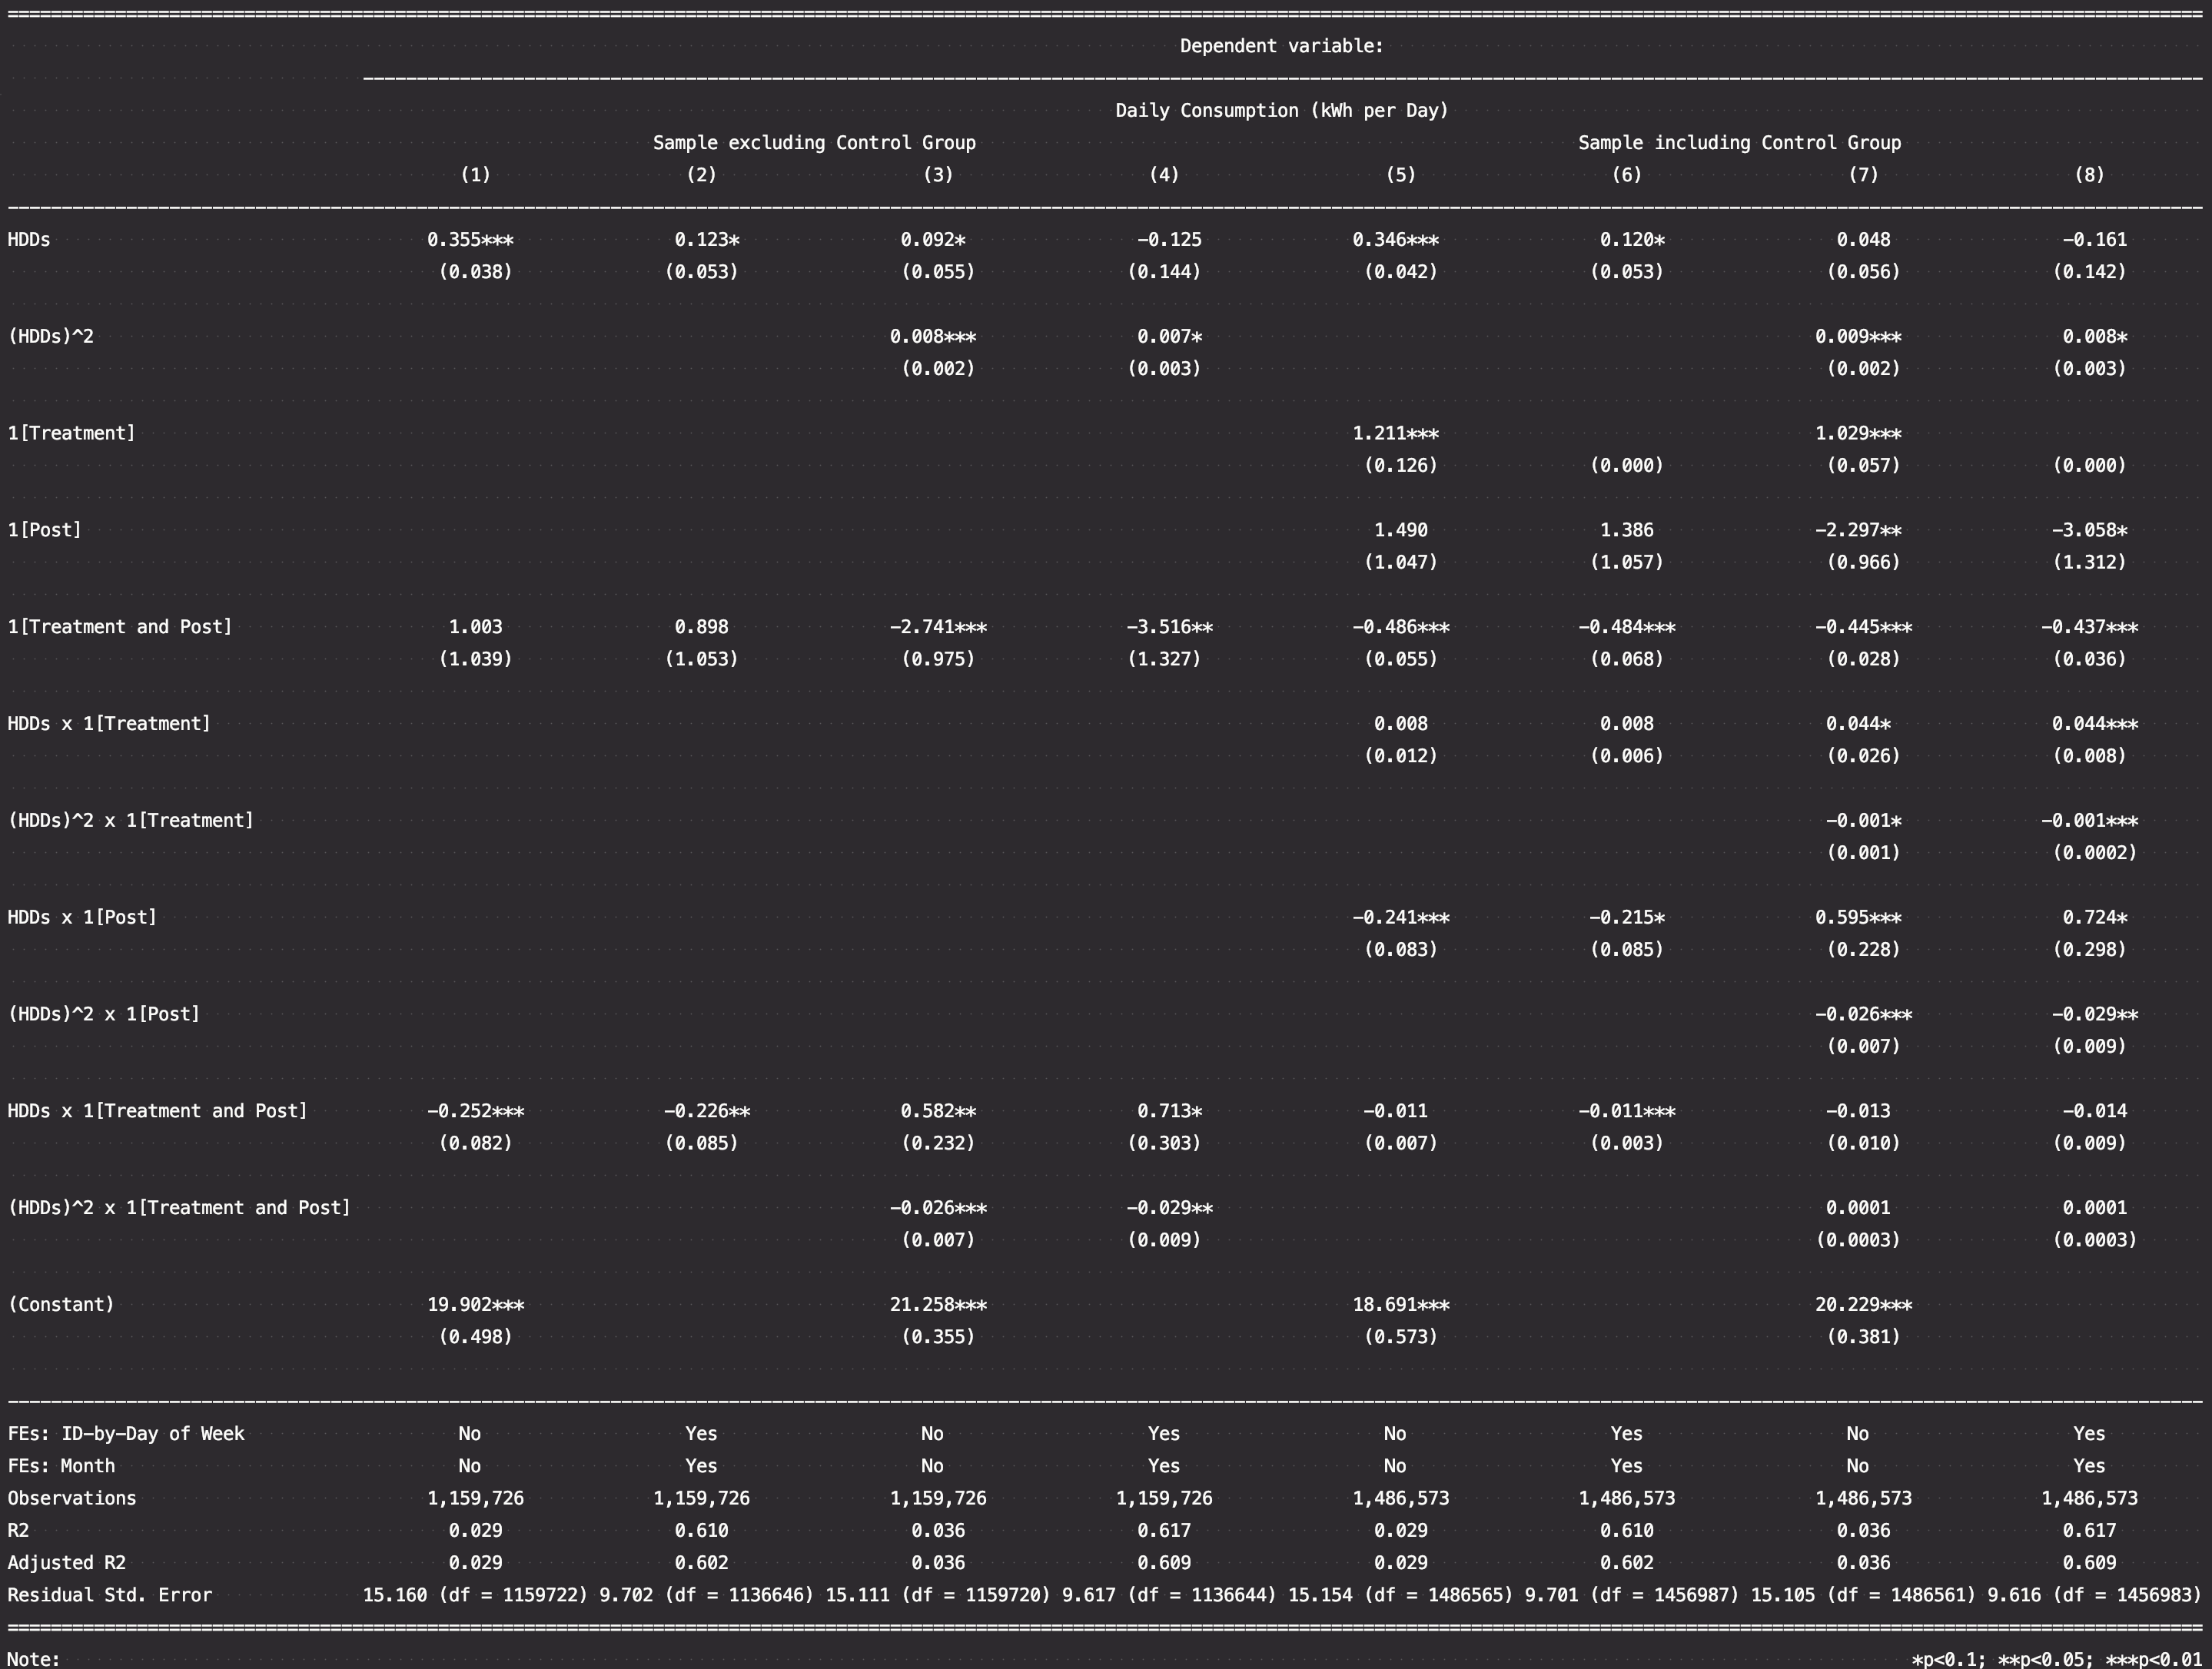 Dependent variable:
Daily Consumption (kWh per Day)
Sample excluding Control Group Sample including Control Group
(1) (2) (3) (4) (5) (6) (7) (8)
HDDs 0.355*** 0.123* 0.092* -0.125 0.346*** 0.120* 0.048 -0.161
(0.038) (0.053) (0.055) (0.144) (0.042) (0.053) (0.056) (0.142)
(HDDs)^2 0.008*** 0.007* 0.009*** 0.008*
(0.002) (0.003) (0.002) (0.003)
1[Treatment] 1.211*** 1.029***
(0.126) (0.000) (0.057) (0.000)
1[Post] 1.490 1.386 -2.297** -3.058*
(1.047) (1.057) (0.966) (1.312)
1[Treatment and Post] 1.003 0.898 -2.741*** -3.516** -0.486*** -0.484*** -0.445*** -0.437***
(1.039) (1.053) (0.975) (1.327) (0.055) (0.068) (0.028) (0.036)
HDDs x 1[Treatment] 0.008 0.008 0.044* 0.044***
(0.012) (0.006) (0.026) (0.008)
(HDDs)^2 x 1[Treatment] -0.001* -0.001***
(0.001) (0.0002)
HDDs x 1[Post] -0.241*** -0.215* 0.595*** 0.724*
(0.083) (0.085) (0.228) (0.298)
(HDDs)^2 x 1[Post] -0.026*** -0.029**
(0.007) (0.009)
HDDs x 1[Treatment and Post] -0.252*** -0.226** 0.582** 0.713* -0.011 -0.011*** -0.013 -0.014
(0.082) (0.085) (0.232) (0.303) (0.007) (0.003) (0.010) (0.009)
(HDDs)^2 x 1[Treatment and Post] -0.026*** -0.029** 0.0001 0.0001
(0.007) (0.009) (0.0003) (0.0003)
(Constant) 19.902*** 21.258*** 18.691*** 20.229***
(0.498) (0.355) (0.573) (0.381)
FEs: ID-by-Day of Week No Yes No Yes No Yes No Yes
FEs: Month No Yes No Yes No Yes No Yes
Observations 1,159,726 1,159,726 1,159,726 1,159,726 1,486,573 1,486,573 1,486,573 1,486,573
R2 0.029 0.610 0.036 0.617 0.029 0.610 0.036 0.617
Adjusted R2 0.029 0.602 0.036 0.609 0.029 0.602 0.036 0.609
Residual Std. Error 15.160 (df = 1159722) 9.702 (df = 1136646) 15.111 (df = 1159720) 9.617 (df = 1136644) 15.154 (df = 1486565) 9.701 (df = 1456987) 15.105 (df = 1486561) 9.616 (df = 1456983)
Note: *p<0.1; **p<0.05; ***p<0.01